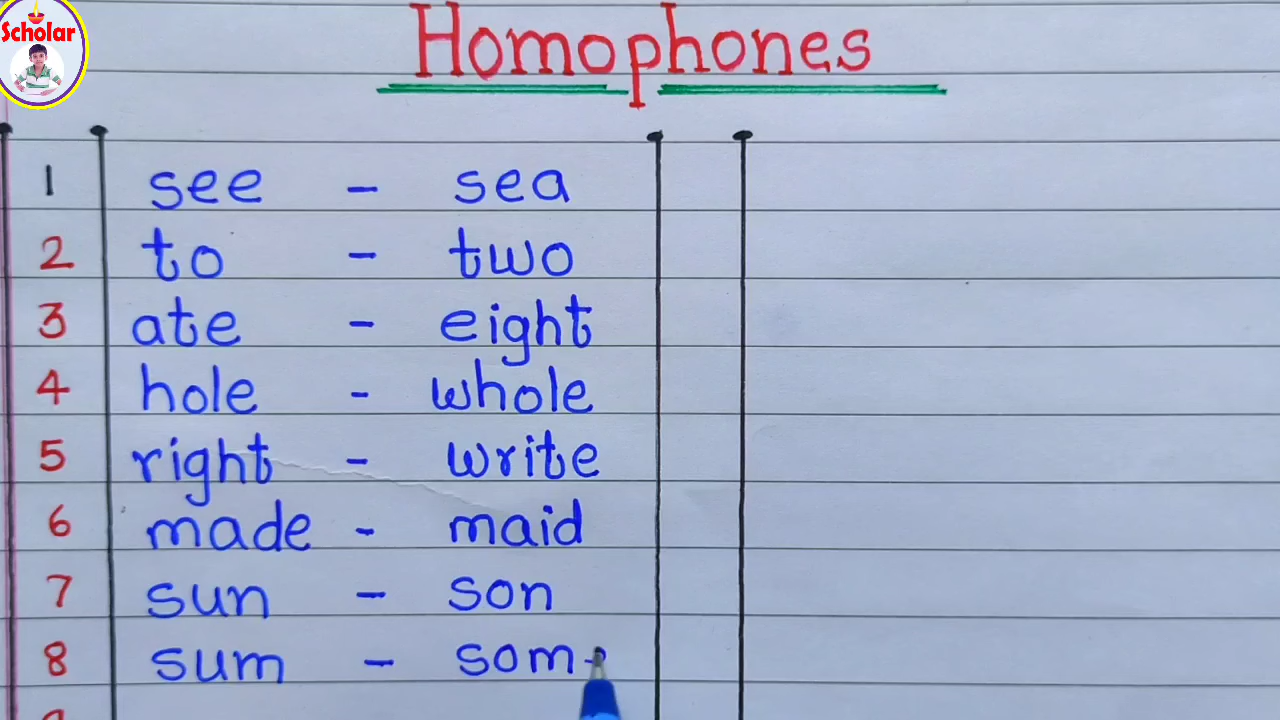 Scholar
Homophones
1 see - sea
2 to - two
3 ate - eight
4 hole - whole
5 right - write
6 made - maid
7 sun - son
8 sum - som